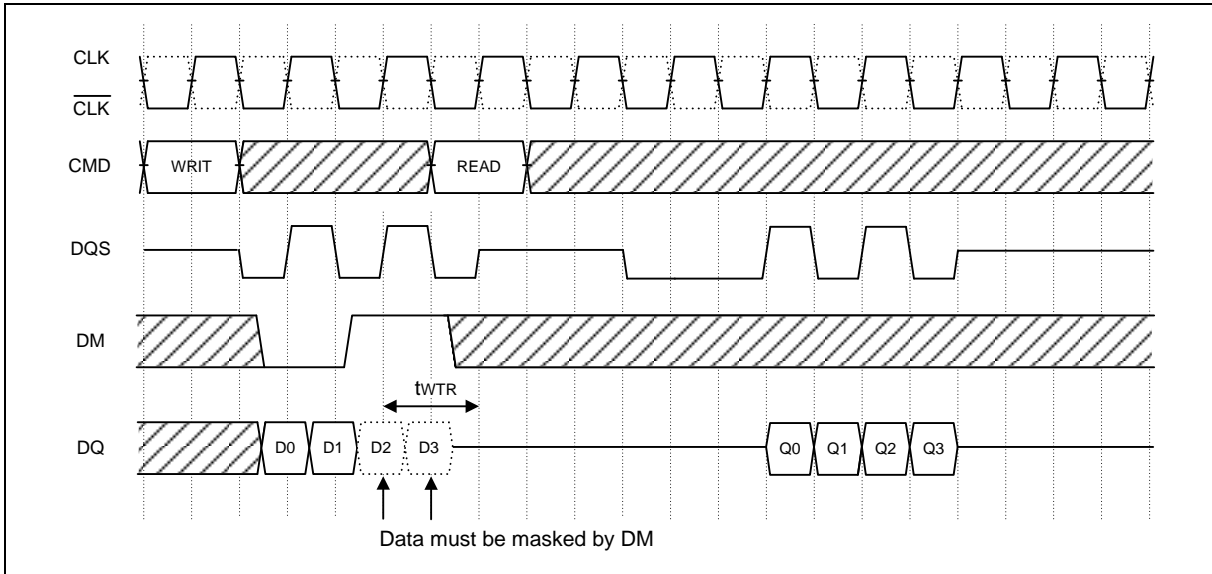 CLK
CLK
CMD WRIT READ
DQS
DM
tWTR
DQ D0 D1 D2 D3 Q0 Q1 Q2 Q3
Data must be masked by DM